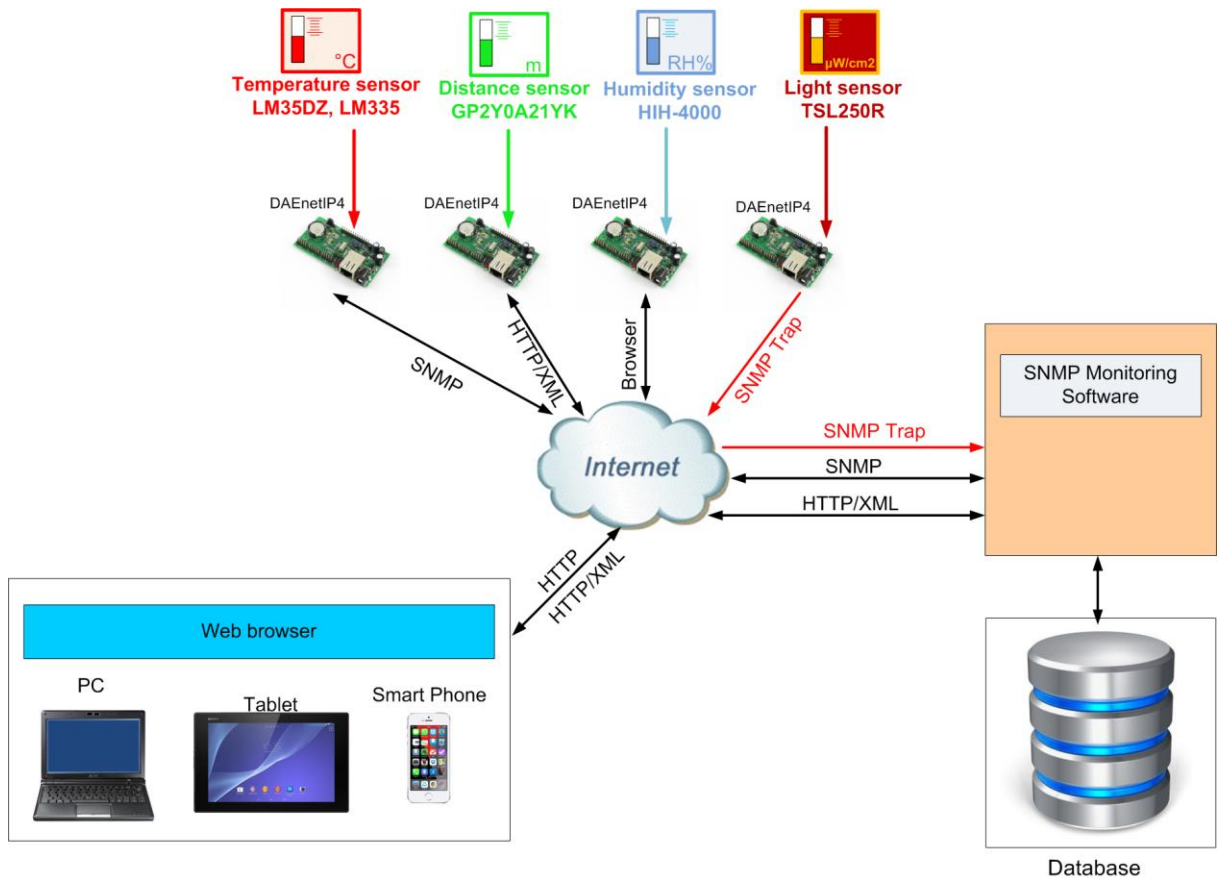 °C
m
RH%
µW/cm2
Temperature sensor
LM35DZ, LM335
Distance sensor
GP2Y0A21YK
Humidity sensor
HIH-4000
Light sensor
TSL250R
DAEnetIP4
DAEnetIP4
DAEnetIP4
DAEnetIP4
SNMP
HTTP/XML
Browser
SNMP Trap
SNMP Monitoring
Software
SNMP Trap
SNMP
HTTP/XML
Internet
HTTP
HTTP/XML
Web browser
PC
Tablet
Smart Phone
Database